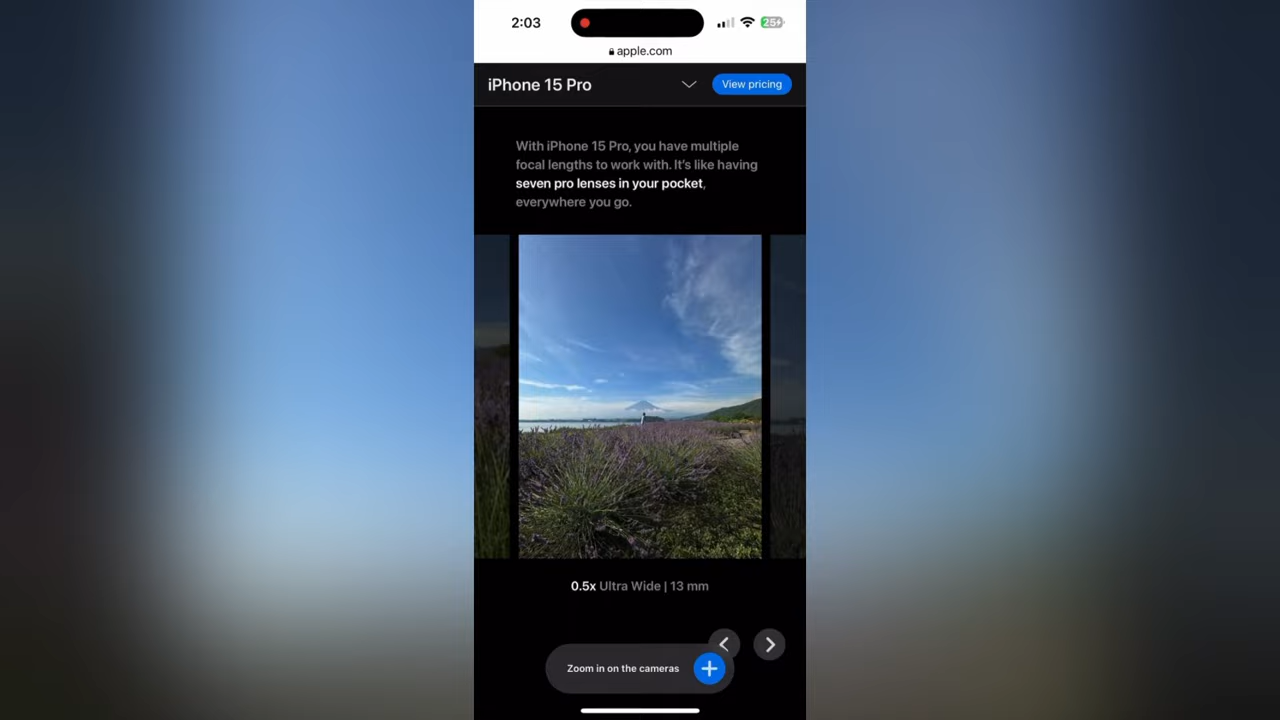 2:03
25
apple.com
iPhone 15 Pro
View pricing
With iPhone 15 Pro, you have multiple
focal lengths to work with. It's like having
seven pro lenses in your pocket,
everywhere you go.
0.5x Ultra Wide | 13 mm
Zoom in on the cameras